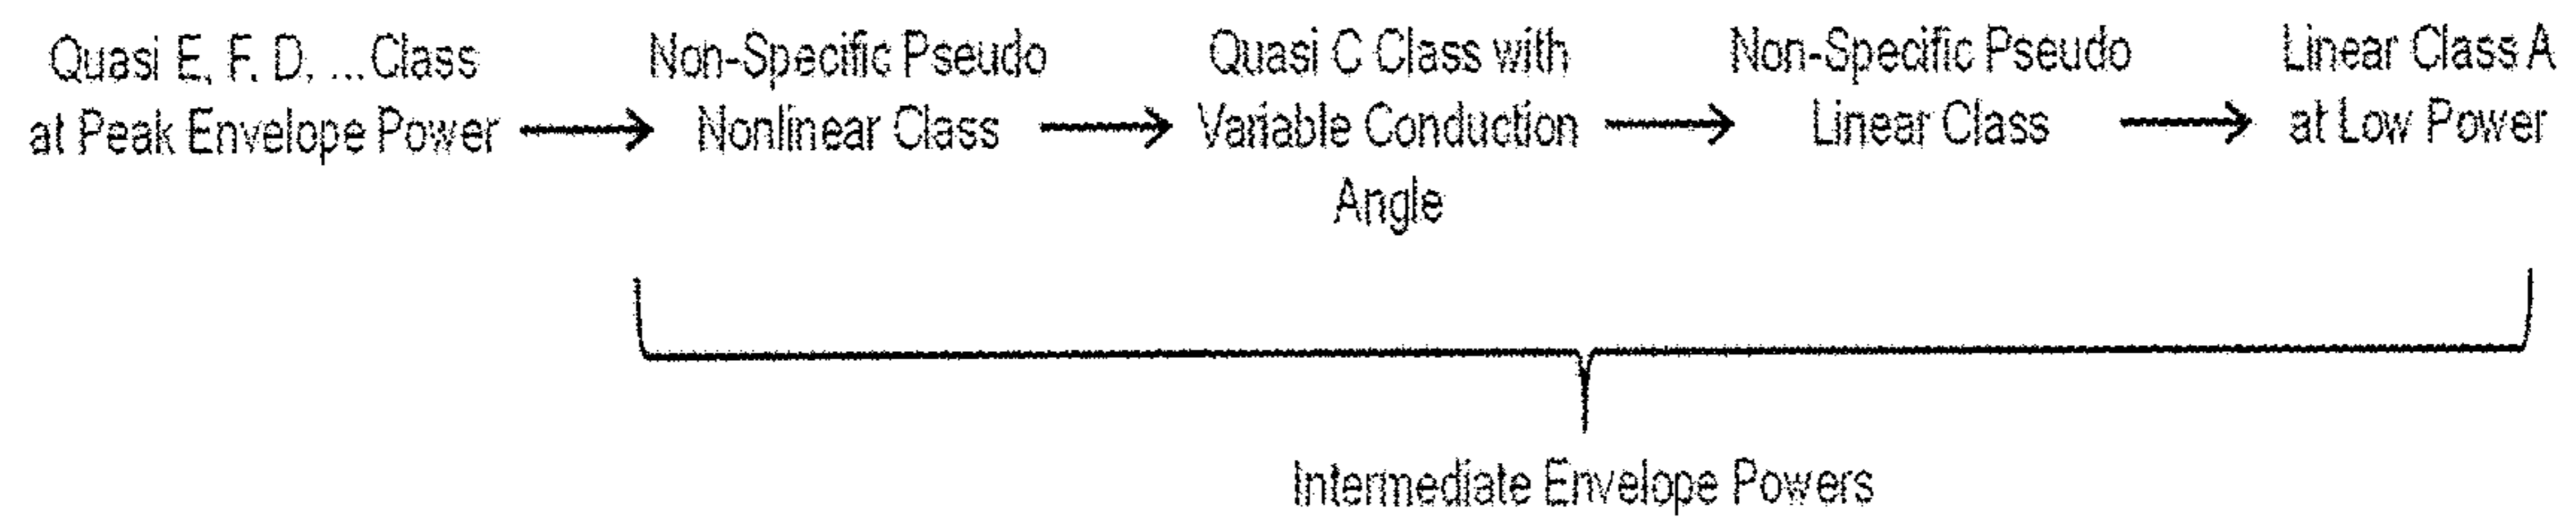 Quasi E, F, D, ...Class
at Peak Envelope Power
Non-Specific Pseudo
Nonlinear Class
Quasi C Class with
Variable Conduction
Angle
Non-Specific Pseudo
Linear Class
Linear Class A
at Low Power
Intermediate Envelope Powers